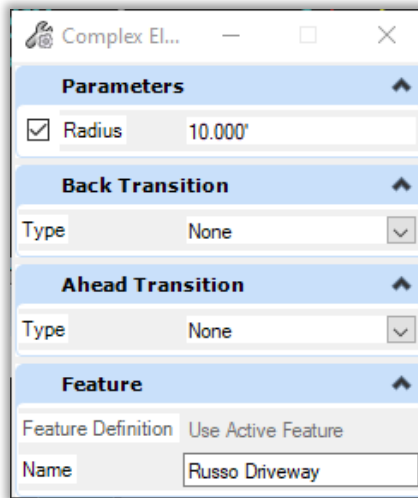 Complex El...
Parameters
Radius 10.000'
Back Transition
Type None
Ahead Transition
Type None
Feature
Feature Definition Use Active Feature
Name Russo Driveway